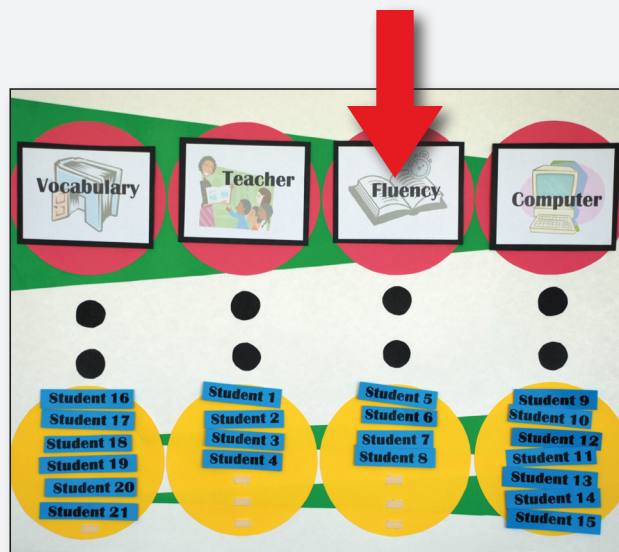 Vocabulary
Teacher
Fluency
Computer
Student 16
Student 17
Student 18
Student 19
Student 20
Student 21
Student 1
Student 2
Student 3
Student 4
Student 5
Student 6
Student 7
Student 8
Student 9
Student 10
Student 12
Student 11
Student 13
Student 14
Student 15